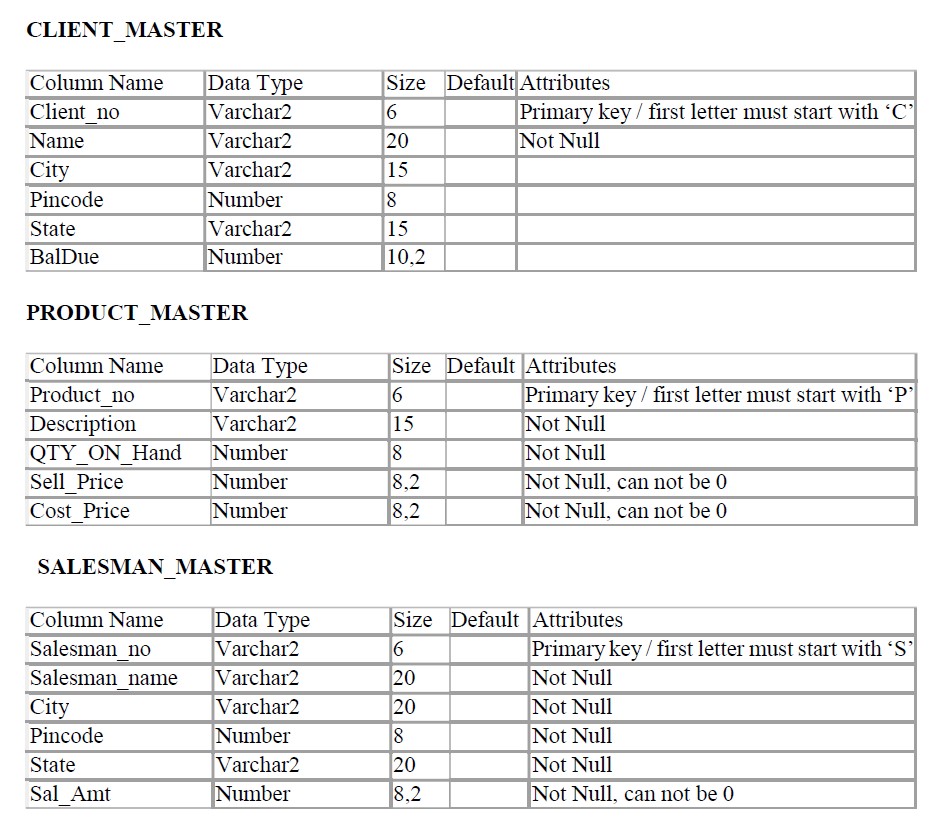 CLIENT_MASTER
Column Name Data Type Size Default Attributes
Client_no Varchar2 6 Primary key / first letter must start with ‘C’
Name Varchar2 20 Not Null
City Varchar2 15
Pincode Number 8
State Varchar2 15
BalDue Number 10,2
PRODUCT_MASTER
Column Name Data Type Size Default Attributes
Product_no Varchar2 6 Primary key / first letter must start with ‘P’
Description Varchar2 15 Not Null
QTY_ON_Hand Number 8 Not Null
Sell_Price Number 8,2 Not Null, can not be 0
Cost_Price Number 8,2 Not Null, can not be 0
SALESMAN_MASTER
Column Name Data Type Size Default Attributes
Salesman_no Varchar2 6 Primary key / first letter must start with ‘S’
Salesman_name Varchar2 20 Not Null
City Varchar2 20 Not Null
Pincode Number 8 Not Null
State Varchar2 20 Not Null
Sal_Amt Number 8,2 Not Null, can not be 0